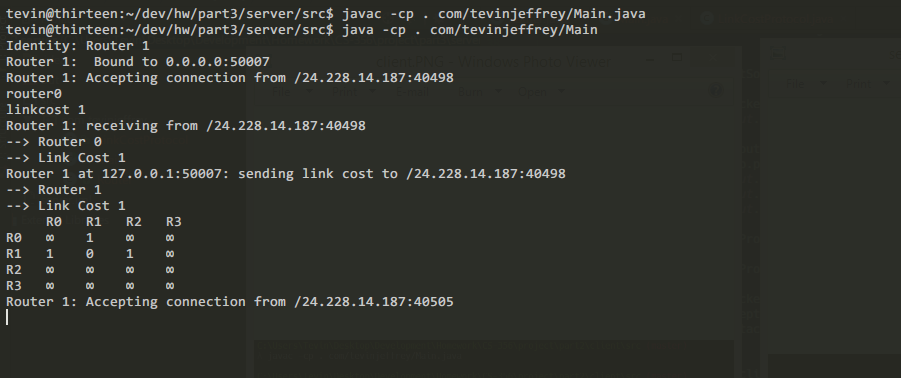 tevin@thirteen:~/dev/hw/part3/server/src$ javac -cp . com/tevinjeffrey/Main.java
tevin@thirteen:~/dev/hw/part3/server/src$ java -cp . com/tevinjeffrey/Main
Identity: Router 1
Router 1:  Bound to 0.0.0.0:50007
Router 1: Accepting connection from /24.228.14.187:40498
router0
linkcost 1
Router 1: receiving from /24.228.14.187:40498
--> Router 0
--> Link Cost 1
Router 1 at 127.0.0.1:50007: sending link cost to /24.228.14.187:40498
--> Router 1
--> Link Cost 1
     R0   R1   R2   R3
R0   ∞    1    ∞    ∞
R1   1    0    1    ∞
R2   ∞    ∞    ∞    ∞
R3   ∞    ∞    ∞    ∞
Router 1: Accepting connection from /24.228.14.187:40505